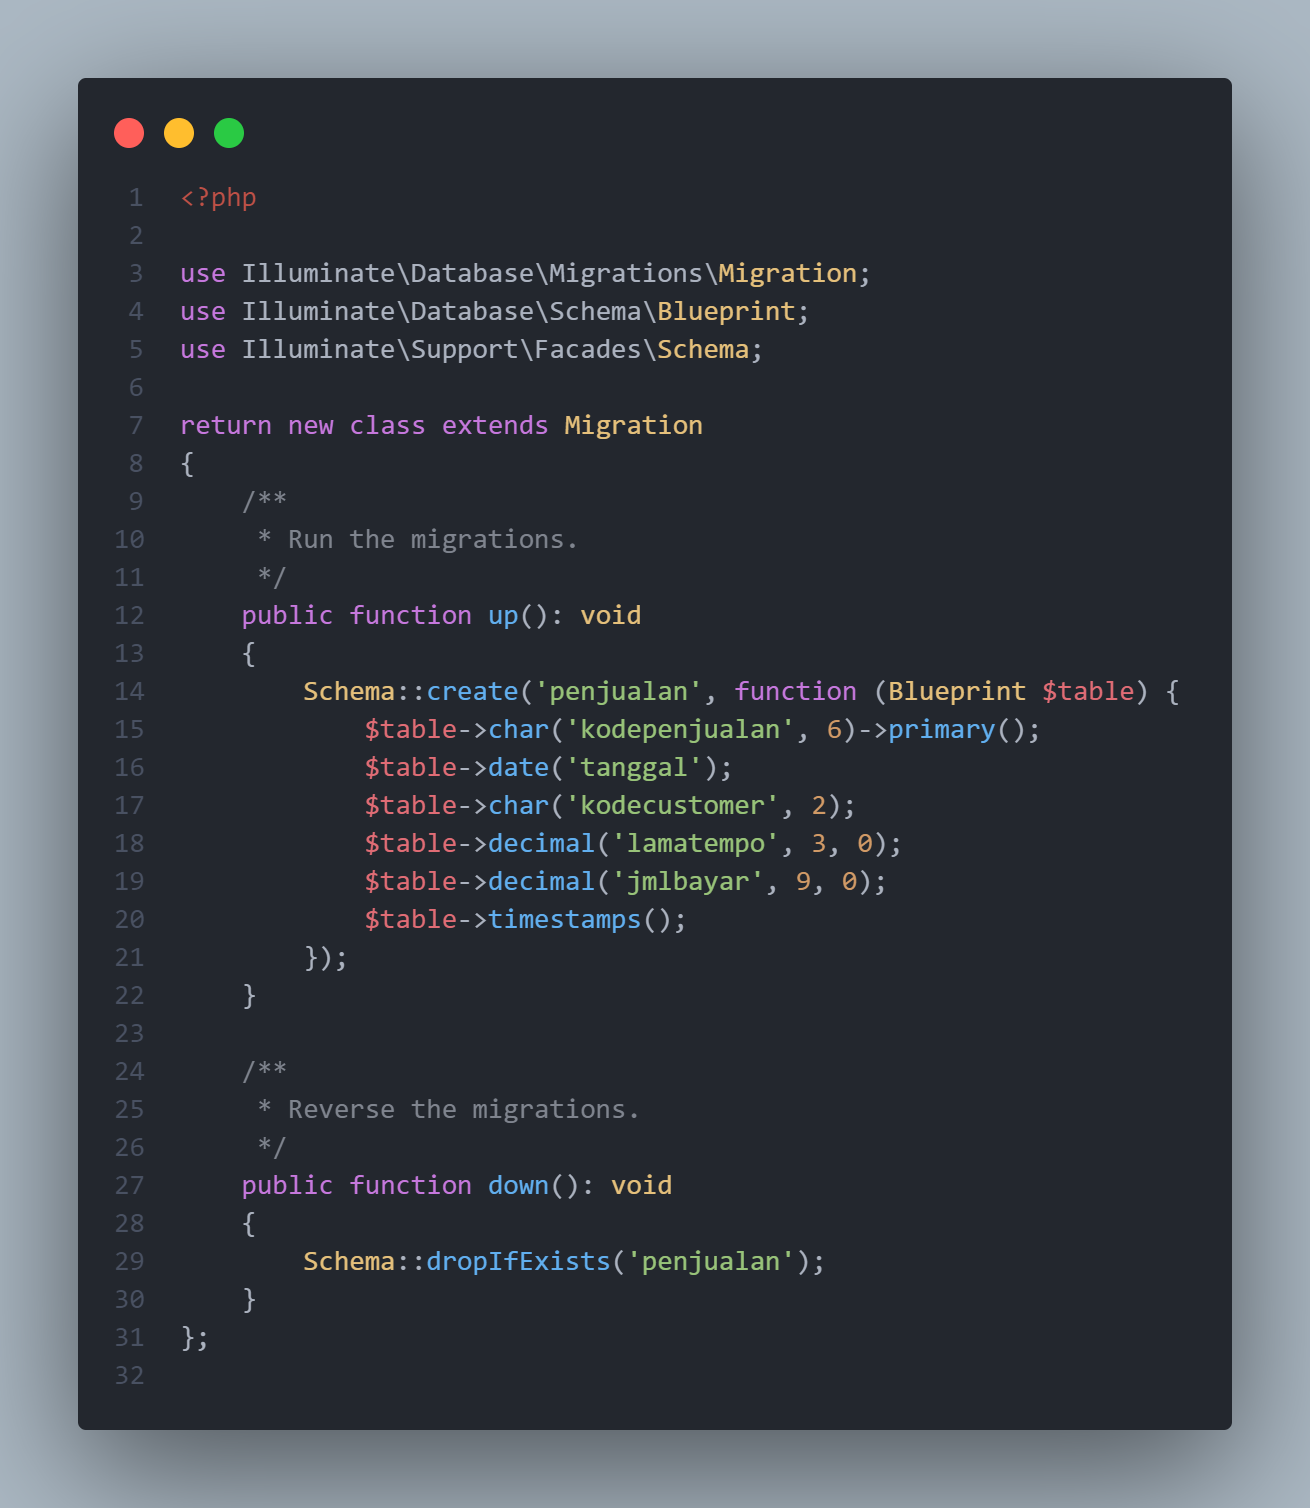 1 <?php
2
3 use Illuminate\Database\Migrations\Migration;
4 use Illuminate\Database\Schema\Blueprint;
5 use Illuminate\Support\Facades\Schema;
6
7 return new class extends Migration
8 {
9     /**
10      * Run the migrations.
11      */
12     public function up(): void
13     {
14         Schema::create('penjualan', function (Blueprint $table) {
15             $table->char('kodepenjualan', 6)->primary();
16             $table->date('tanggal');
17             $table->char('kodecustomer', 2);
18             $table->decimal('lamatempo', 3, 0);
19             $table->decimal('jmlbayar', 9, 0);
20             $table->timestamps();
21         });
22     }
23
24     /**
25      * Reverse the migrations.
26      */
27     public function down(): void
28     {
29         Schema::dropIfExists('penjualan');
30     }
31 };
32